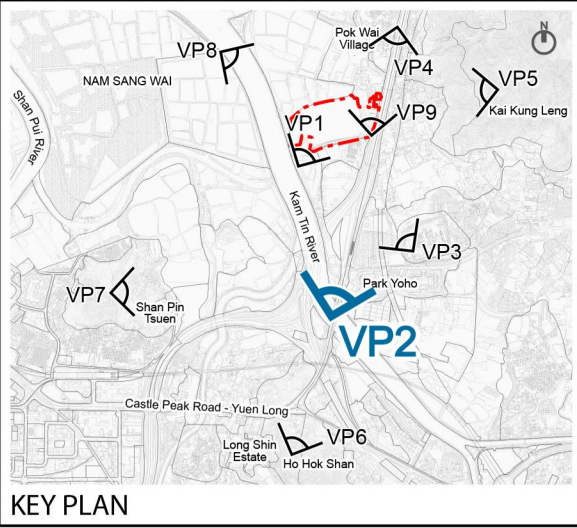 N
Pok Wai
Village
VP8
VP4
NAM SANG WAI
VP5
Kai Kung Leng
VP9
VP1
Shan Pui River
Kam Tin River
VP3
Park Yoho
VP7
Shan Pin
Tsuen
VP2
Castle Peak Road - Yuen Long
VP6
Long Shin
Estate
Ho Hok Shan
KEY PLAN